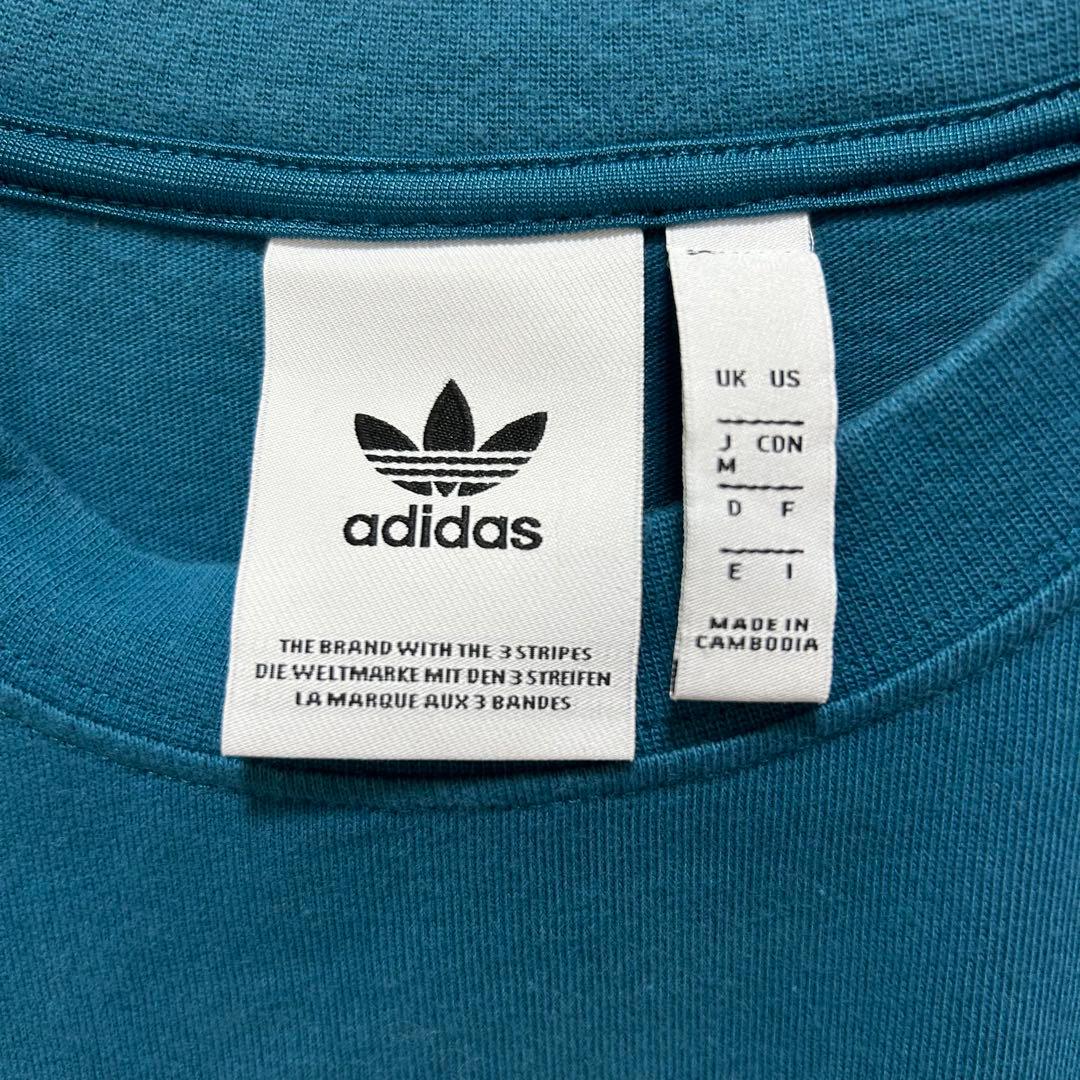 adidas
THE BRAND WITH THE 3 STRIPES
DIE WELTMARKE MIT DEN 3 STREIFEN
LA MARQUE AUX 3 BANDES
UK US
J CDN
M
D F
E I
MADE IN
CAMBODIA